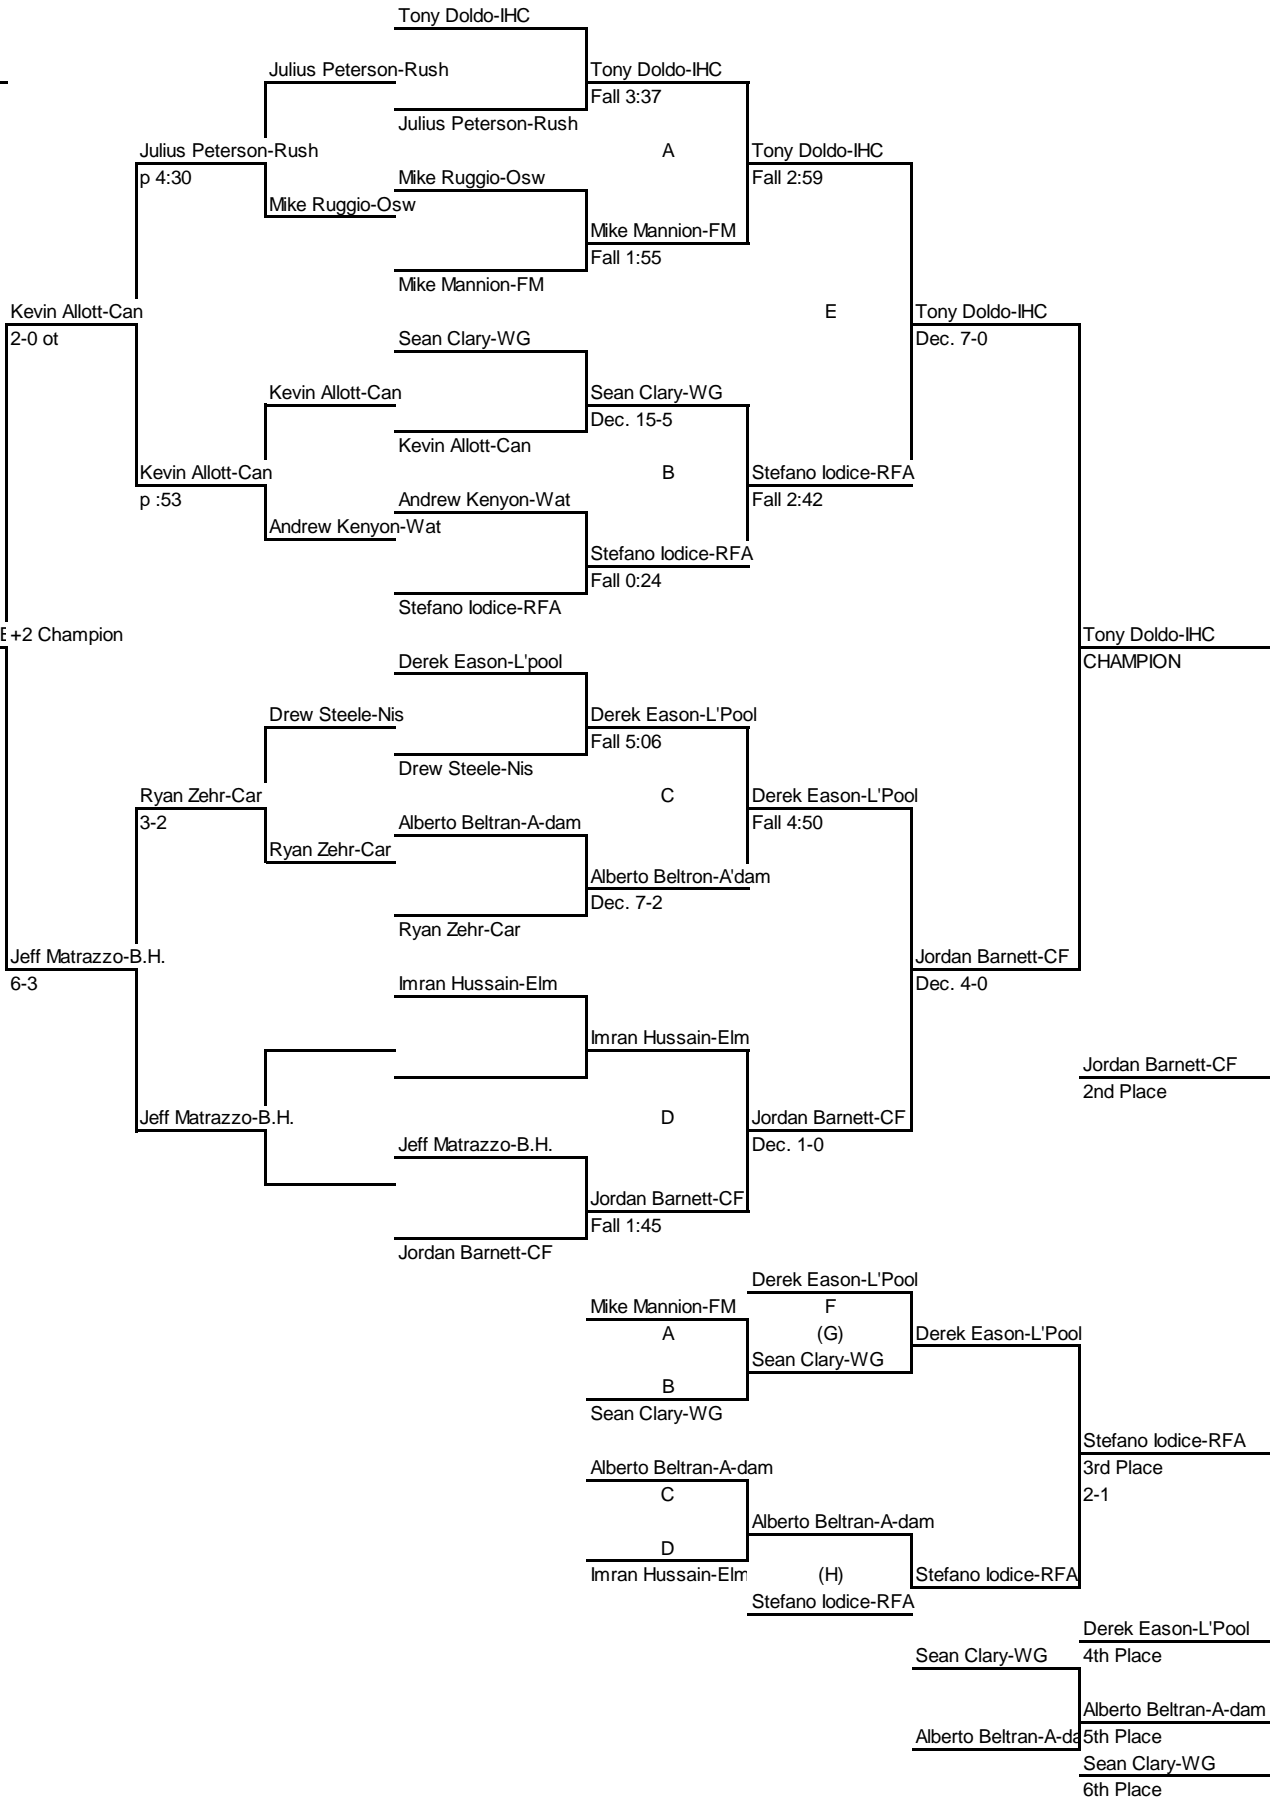 Tony Doldo-IHC
Julius Peterson-Rush
Tony Doldo-IHC
Fall 3:37
Julius Peterson-Rush
Julius Peterson-Rush
A
Tony Doldo-IHC
p 4:30
Mike Ruggio-Osw
Fall 2:59
Mike Ruggio-Osw
Mike Mannion-FM
Fall 1:55
Mike Mannion-FM
Kevin Allott-Can
E
Tony Doldo-IHC
2-0 ot
Sean Clary-WG
Dec. 7-0
Kevin Allott-Can
Sean Clary-WG
Dec. 15-5
Kevin Allott-Can
Kevin Allott-Can
B
Stefano Iodice-RFA
p :53
Andrew Kenyon-Wat
Fall 2:42
Andrew Kenyon-Wat
Stefano Iodice-RFA
Fall 0:24
Stefano Iodice-RFA
+2 Champion
Tony Doldo-IHC
Derek Eason-L'pool
CHAMPION
Drew Steele-Nis
Derek Eason-L'Pool
Fall 5:06
Drew Steele-Nis
Ryan Zehr-Car
C
Derek Eason-L'Pool
3-2
Alberto Beltran-A-dam
Fall 4:50
Ryan Zehr-Car
Alberto Beltron-A'dam
Dec. 7-2
Ryan Zehr-Car
Jeff Matrazzo-B.H.
Jordan Barnett-CF
6-3
Imran Hussain-Elm
Dec. 4-0
Imran Hussain-Elm
Jordan Barnett-CF
2nd Place
Jeff Matrazzo-B.H.
D
Jordan Barnett-CF
Jeff Matrazzo-B.H.
Dec. 1-0
Jordan Barnett-CF
Fall 1:45
Jordan Barnett-CF
Derek Eason-L'Pool
Mike Mannion-FM
F
A
(G)
Derek Eason-L'Pool
Sean Clary-WG
B
Sean Clary-WG
Stefano Iodice-RFA
Alberto Beltran-A-dam
3rd Place
C
2-1
Alberto Beltran-A-dam
D
Imran Hussain-Elm
(H)
Stefano Iodice-RFA
Stefano Iodice-RFA
Derek Eason-L'Pool
Sean Clary-WG
4th Place
Alberto Beltran-A-dam
Alberto Beltran-A-da
5th Place
Sean Clary-WG
6th Place